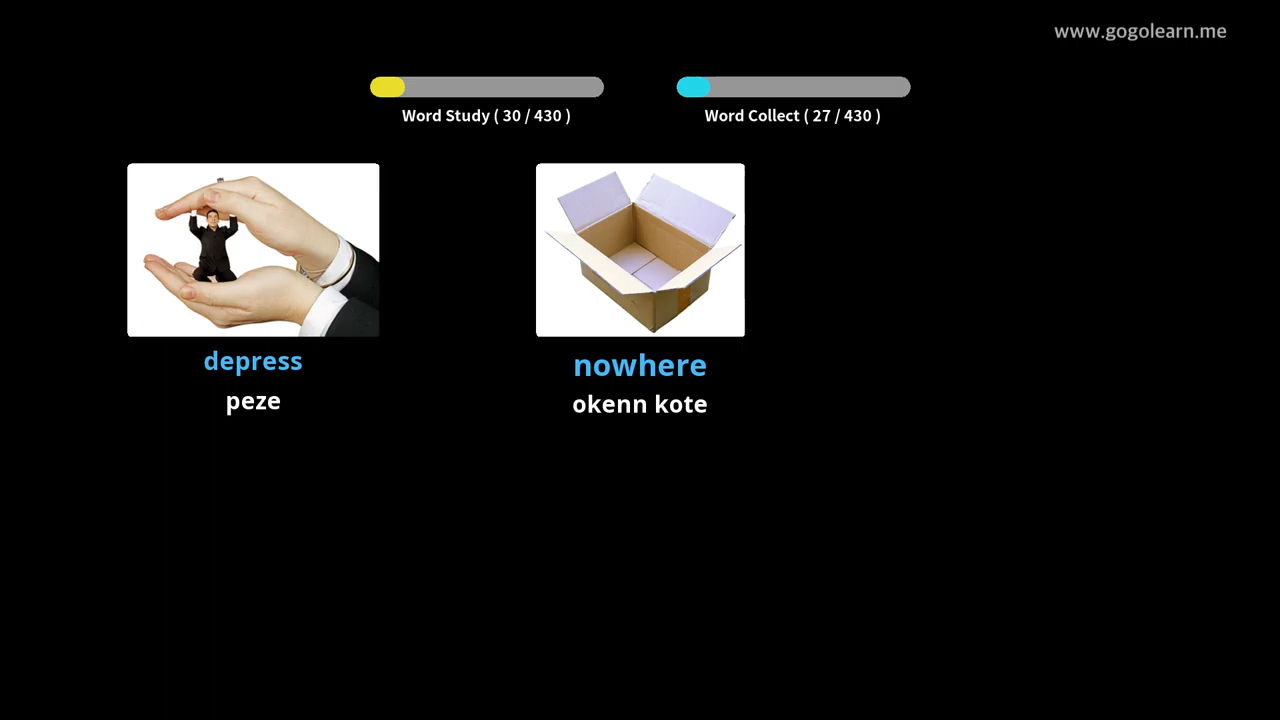 www.gogolearn.me
Word Study ( 30 / 430 )
Word Collect ( 27 / 430 )
depress
peze
nowhere
okenn kote